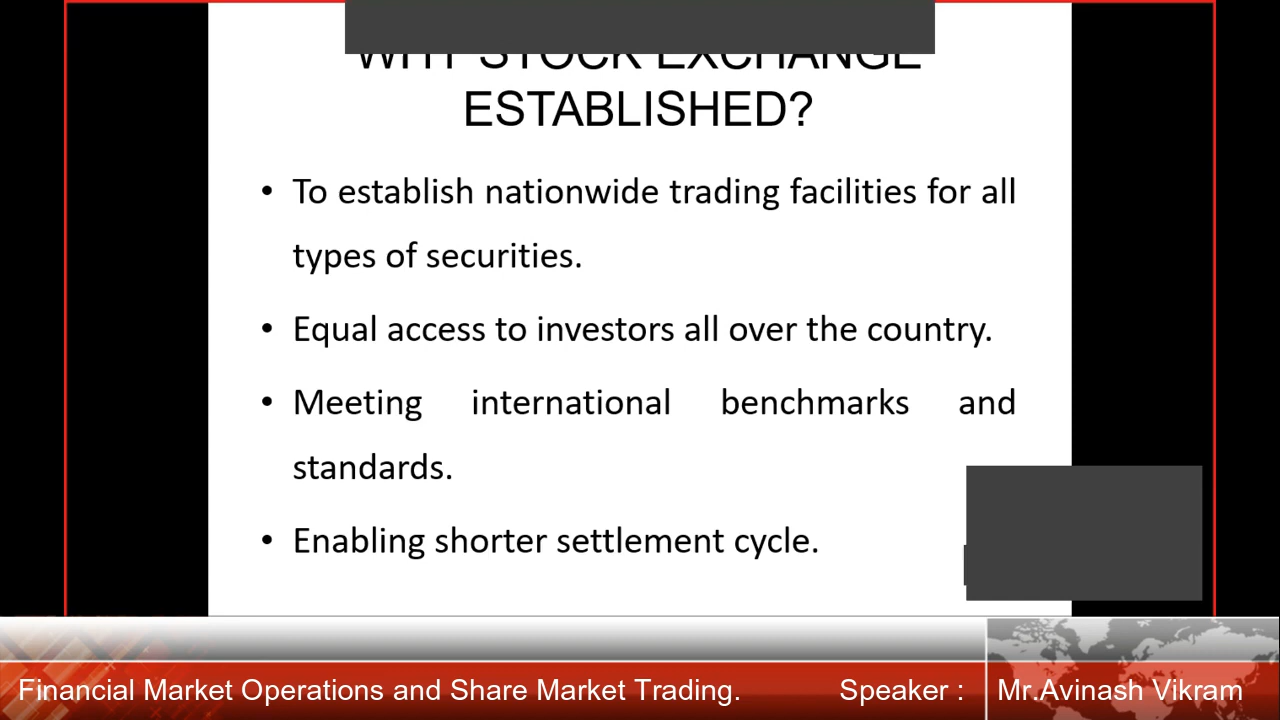 WHY STOCK EXCHANGE
ESTABLISHED?
• To establish nationwide trading facilities for all
types of securities.
• Equal access to investors all over the country.
• Meeting international benchmarks and
standards.
• Enabling shorter settlement cycle.
Financial Market Operations and Share Market Trading. Speaker : Mr.Avinash Vikram